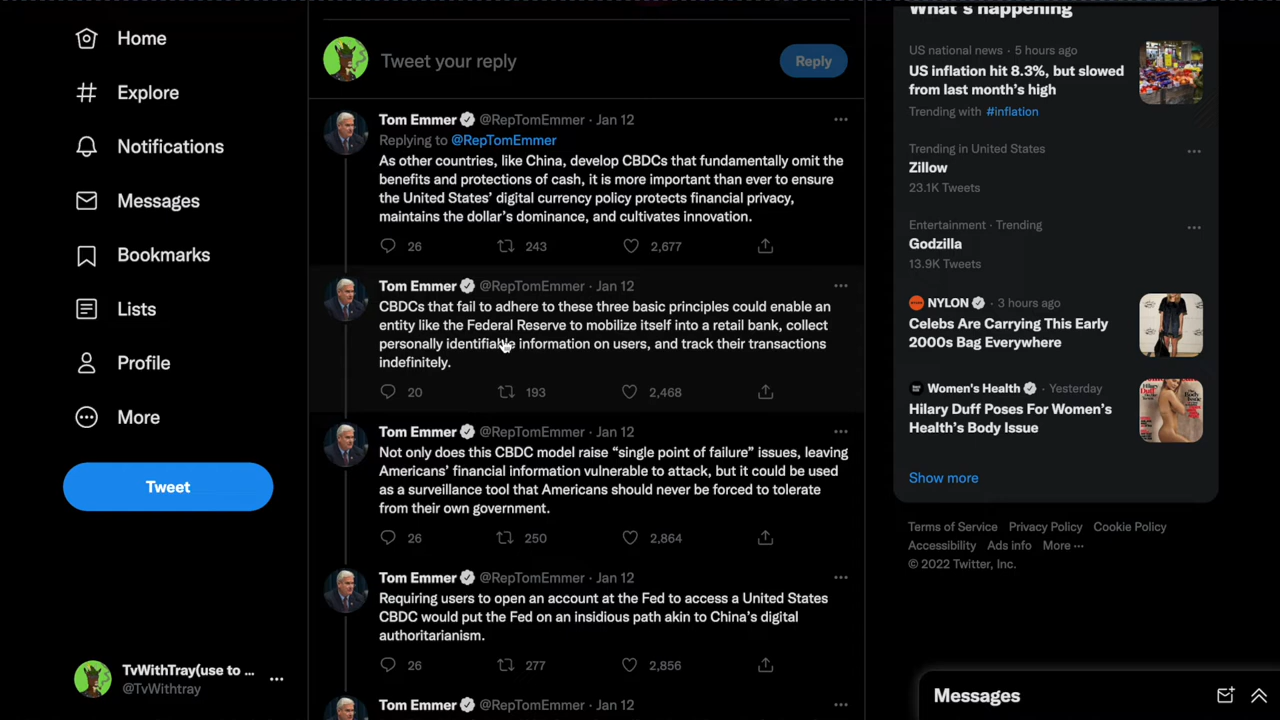 Home
Explore
Notifications
Messages
Bookmarks
Lists
Profile
More
Tweet
TvWithTray(use to ...
@TvWithtray
Tweet your reply
Reply
Tom Emmer @RepTomEmmer · Jan 12
Replying to @RepTomEmmer
As other countries, like China, develop CBDCs that fundamentally omit the
benefits and protections of cash, it is more important than ever to ensure
the United States’ digital currency policy protects financial privacy,
maintains the dollar’s dominance, and cultivates innovation.
26 243 2,677
Tom Emmer @RepTomEmmer · Jan 12
CBDCs that fail to adhere to these three basic principles could enable an
entity like the Federal Reserve to mobilize itself into a retail bank, collect
personally identifiable information on users, and track their transactions
indefinitely.
20 193 2,468
Tom Emmer @RepTomEmmer · Jan 12
Not only does this CBDC model raise “single point of failure” issues, leaving
Americans’ financial information vulnerable to attack, but it could be used
as a surveillance tool that Americans should never be forced to tolerate
from their own government.
26 250 2,864
Tom Emmer @RepTomEmmer · Jan 12
Requiring users to open an account at the Fed to access a United States
CBDC would put the Fed on an insidious path akin to China’s digital
authoritarianism.
26 277 2,856
Tom Emmer @RepTomEmmer · Jan 12
What's happening
US national news · 5 hours ago
US inflation hit 8.3%, but slowed
from last month’s high
Trending with #inflation
Trending in United States
Zillow
23.1K Tweets
Entertainment · Trending
Godzilla
13.9K Tweets
NYLON · 3 hours ago
Celebs Are Carrying This Early
2000s Bag Everywhere
Women's Health · Yesterday
Hilary Duff Poses For Women’s
Health’s Body Issue
Show more
Terms of Service Privacy Policy Cookie Policy
Accessibility Ads info More ···
© 2022 Twitter, Inc.
Messages